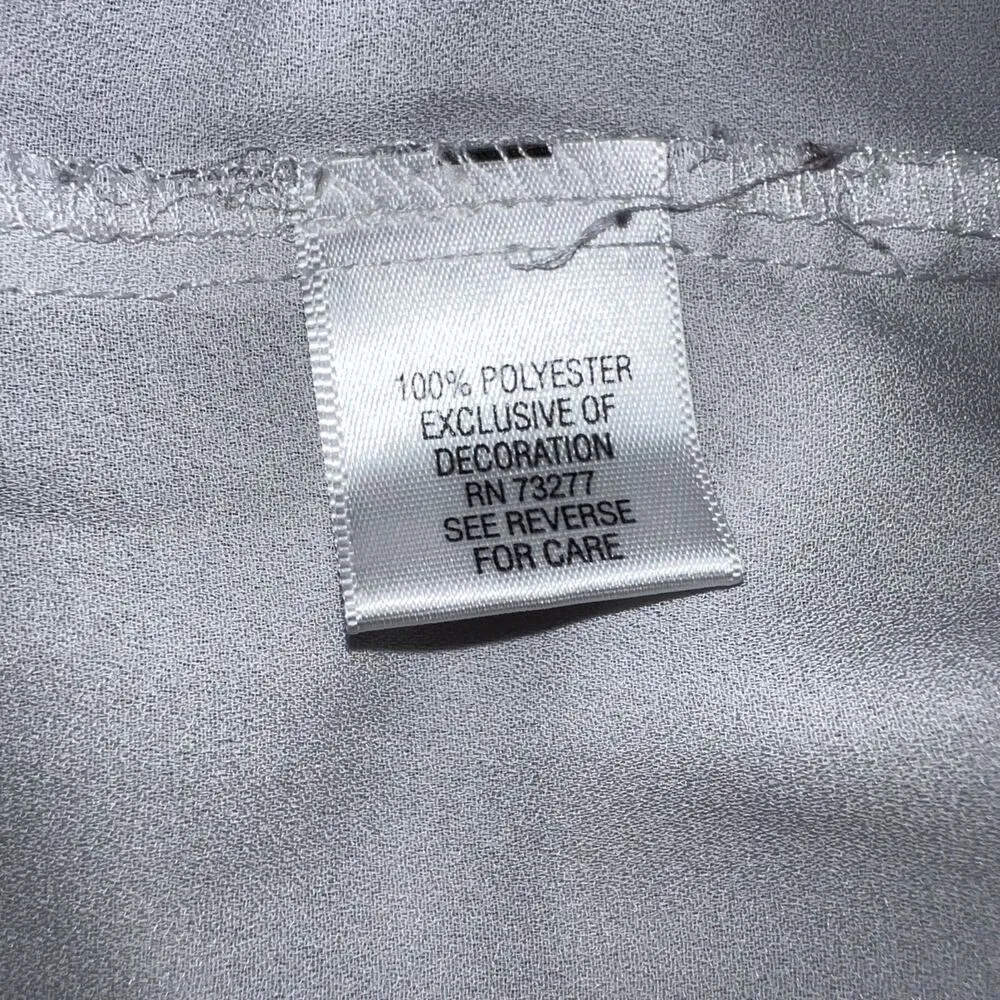 100% POLYESTER
EXCLUSIVE OF
DECORATION
RN 73277
SEE REVERSE
FOR CARE